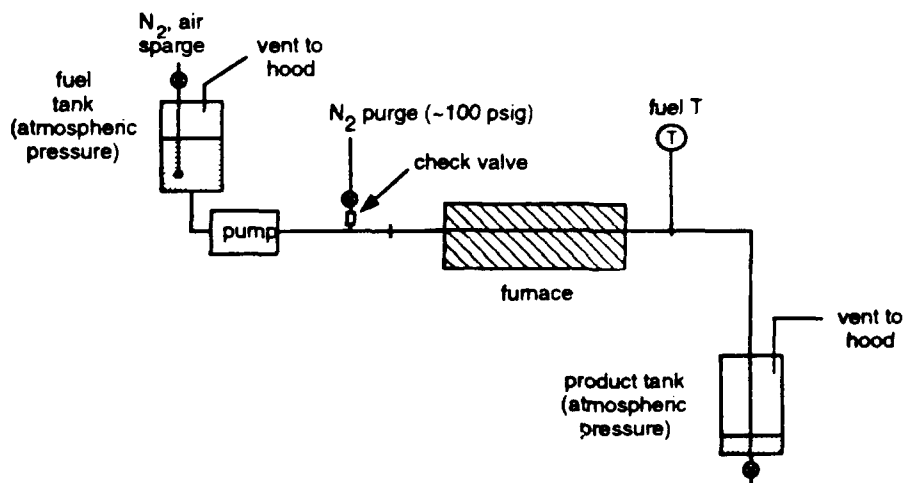 N2, air
sparge
vent to
hood
fuel
tank
(atmospheric
pressure)
N2 purge (~100 psig)
check valve
pump
furnace
fuel T
T
vent to
hood
product tank
(atmospheric
pressure)